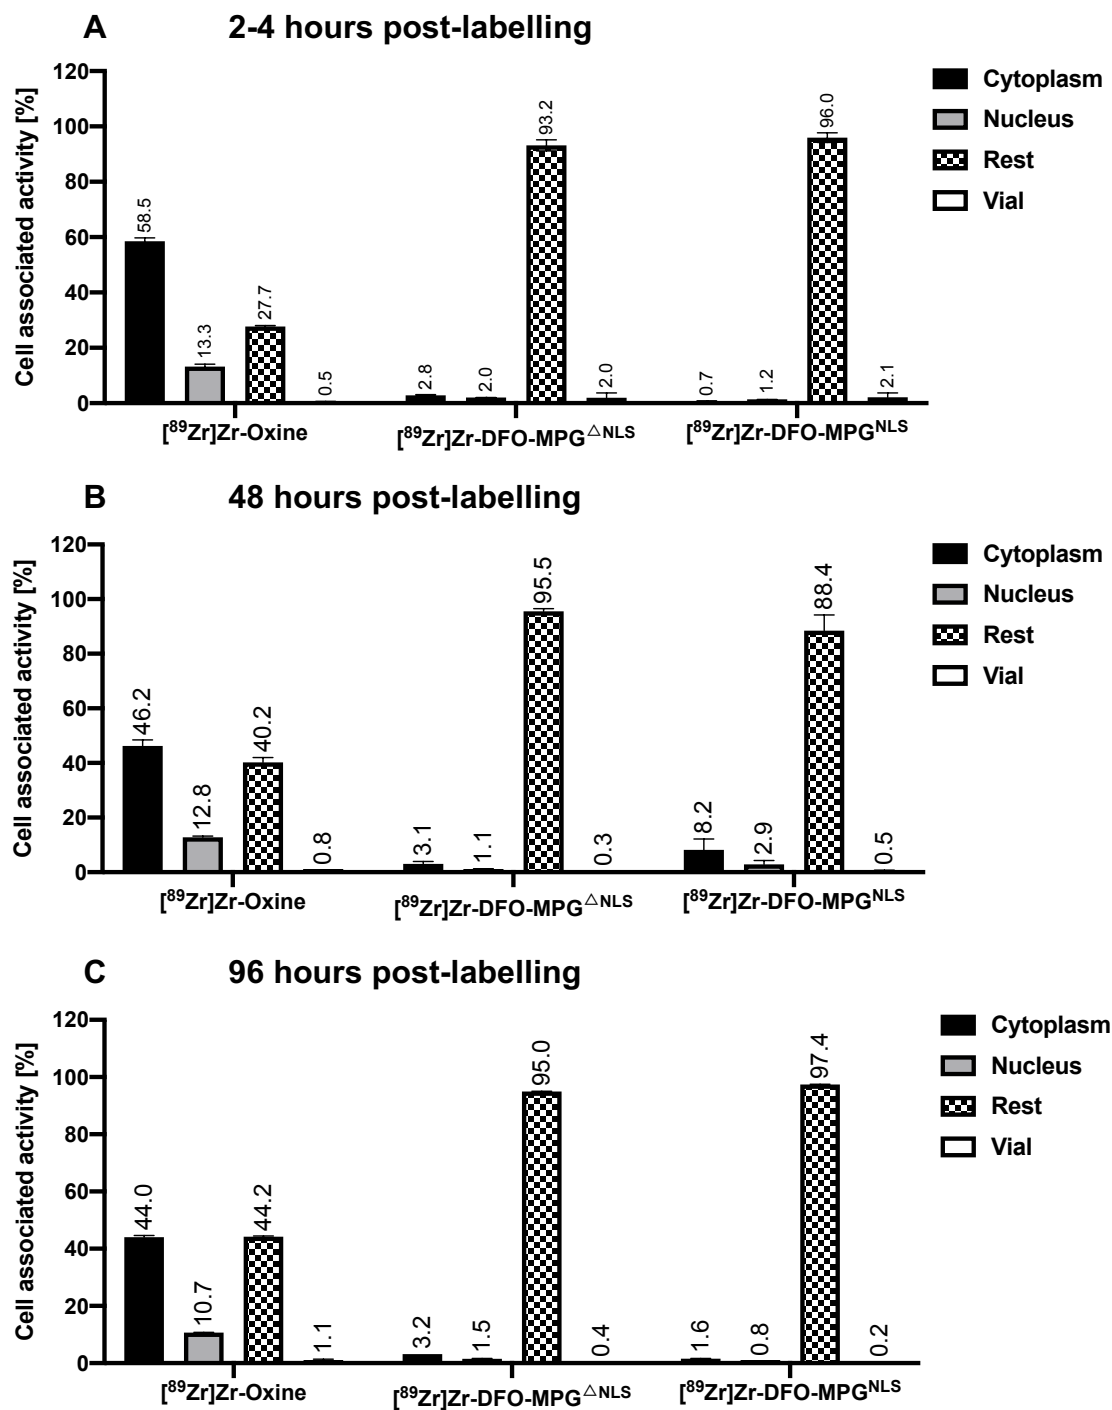 A 2-4 hours post-labelling
Cell associated activity [%]
120
100
80
60
40
20
0
58.5
13.3
27.7
0.5
2.8
2.0
93.2
2.0
0.7
1.2
96.0
2.1
[⁸⁹Zr]Zr-Oxine
[⁸⁹Zr]Zr-DFO-MPG^△NLS
[⁸⁹Zr]Zr-DFO-MPG^NLS
Cytoplasm
Nucleus
Rest
Vial
B 48 hours post-labelling
Cell associated activity [%]
120
100
80
60
40
20
0
46.2
12.8
40.2
0.8
3.1
1.1
95.5
0.3
8.2
2.9
88.4
0.5
[⁸⁹Zr]Zr-Oxine
[⁸⁹Zr]Zr-DFO-MPG^△NLS
[⁸⁹Zr]Zr-DFO-MPG^NLS
Cytoplasm
Nucleus
Rest
Vial
C 96 hours post-labelling
Cell associated activity [%]
120
100
80
60
40
20
0
44.0
10.7
44.2
1.1
3.2
1.5
95.0
0.4
1.6
0.8
97.4
0.2
[⁸⁹Zr]Zr-Oxine
[⁸⁹Zr]Zr-DFO-MPG^△NLS
[⁸⁹Zr]Zr-DFO-MPG^NLS
Cytoplasm
Nucleus
Rest
Vial